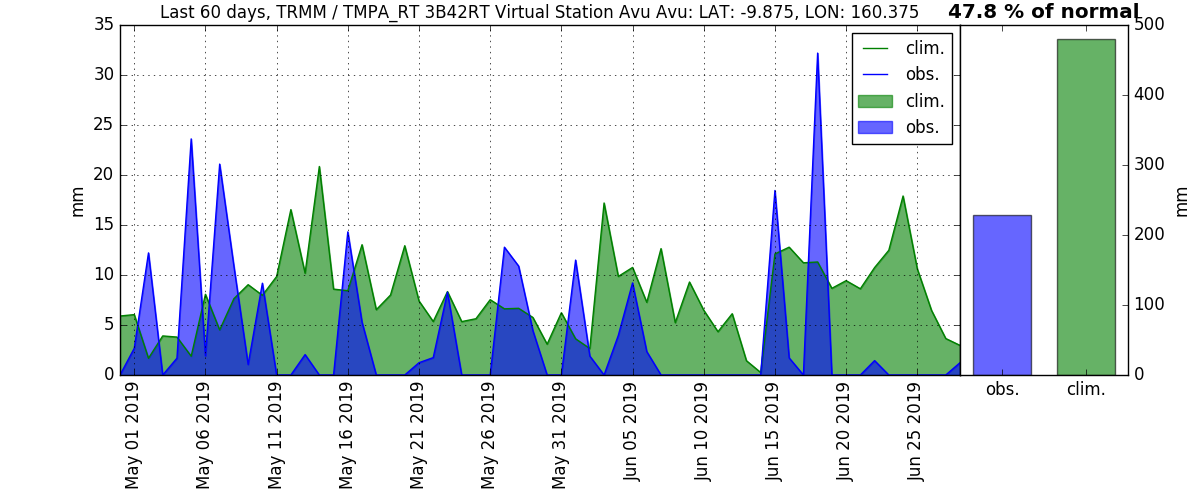 Last 60 days, TRMM / TMPA_RT 3B42RT Virtual Station Avu Avu: LAT: -9.875, LON: 160.375
47.8 % of normal
mm
35
30
25
20
15
10
5
0
clim.
obs.
clim.
obs.
May 01 2019
May 06 2019
May 11 2019
May 16 2019
May 21 2019
May 26 2019
May 31 2019
Jun 05 2019
Jun 10 2019
Jun 15 2019
Jun 20 2019
Jun 25 2019
500
400
300
200
100
0
mm
obs.
clim.